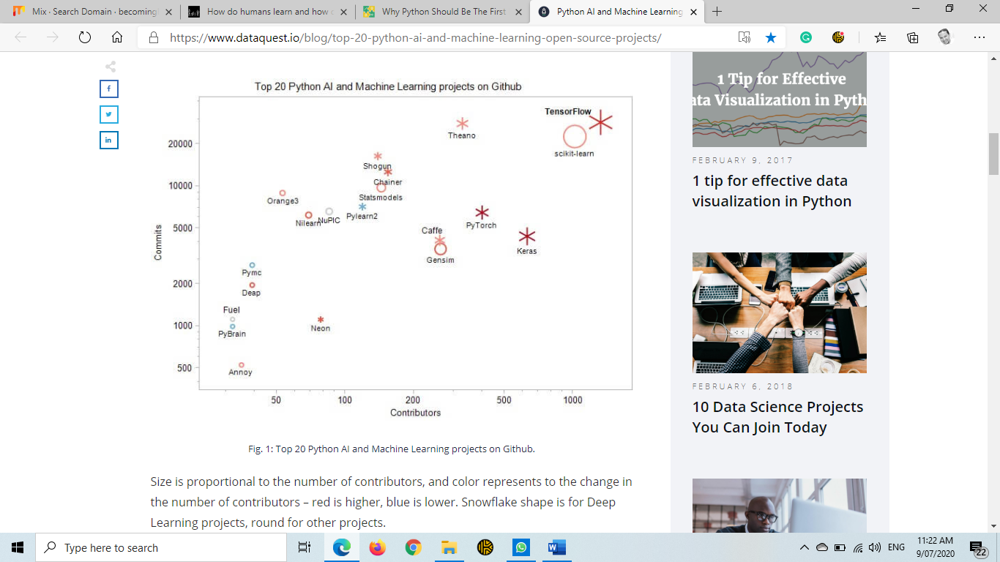 Mix · Search Domain · becoming
How do humans learn and how
Why Python Should Be The First
Python AI and Machine Learning
https://www.dataquest.io/blog/top-20-python-ai-and-machine-learning-open-source-projects/
f
in
Top 20 Python AI and Machine Learning projects on Github
TensorFlow
Theano
scikit-learn
20000
Shogun
Chainer
10000
Statsmodels
Orange3
Pylearn2
NuPIC
Nilearn
PyTorch
5000
Caffe
Keras
Gensim
Commits
Pymc
2000
Deap
Fuel
1000
Neon
PyBrain
500
Annoy
50 100 200 500 1000
Contributors
Fig. 1: Top 20 Python AI and Machine Learning projects on Github.
Size is proportional to the number of contributors, and color represents to the change in
the number of contributors – red is higher, blue is lower. Snowflake shape is for Deep
Learning projects, round for other projects.
1 Tip for Effective
ata Visualization in Pyth
FEBRUARY 9, 2017
1 tip for effective data
visualization in Python
FEBRUARY 6, 2018
10 Data Science Projects
You Can Join Today
Type here to search
ENG
11:22 AM
9/07/2020
22